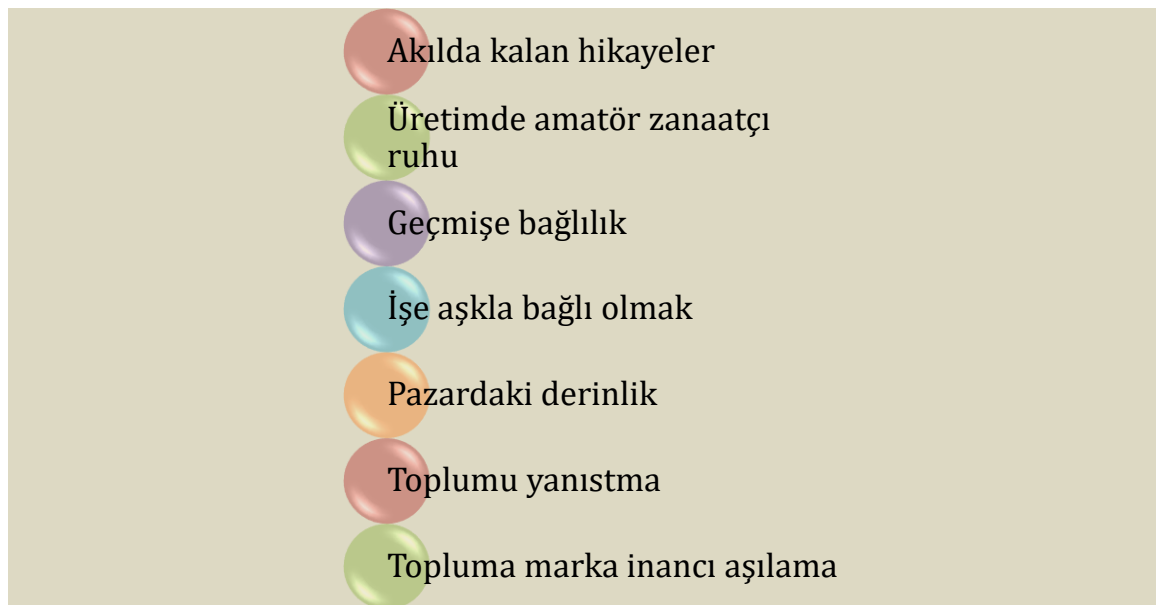 Akılda kalan hikayeler
Üretimde amatör zanaatçı
ruhu
Geçmişe bağlılık
İşe aşkla bağlı olmak
Pazardaki derinlik
Toplumu yanıstma
Topluma marka inancı aşılama